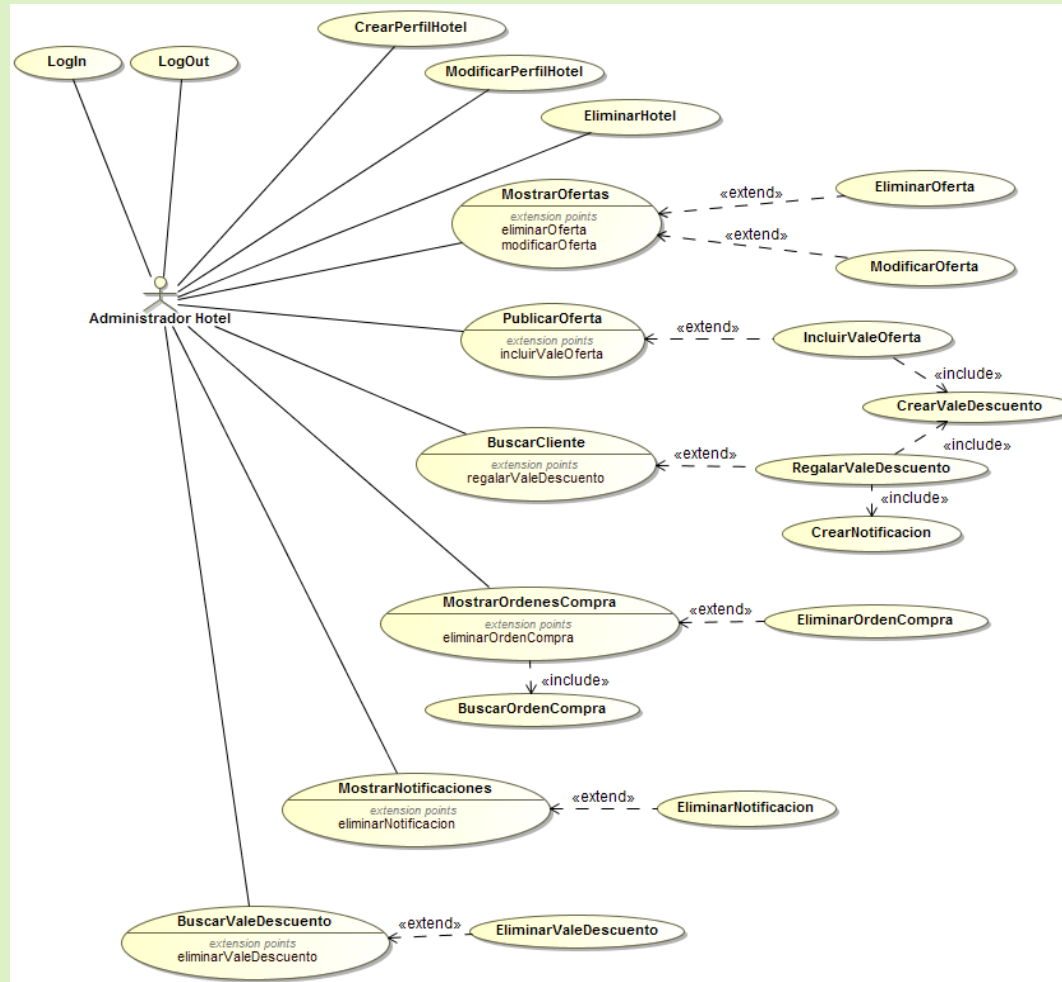 CrearPerfilHotel
LogIn
LogOut
ModificarPerfilHotel
EliminarHotel
MostrarOfertas
extension points
eliminarOferta
modificarOferta
«extend»
EliminarOferta
«extend»
ModificarOferta
Administrador Hotel
PublicarOferta
extension points
incluirValeOferta
«extend»
IncluirValeOferta
«include»
CrearValeDescuento
BuscarCliente
extension points
regalarValeDescuento
«extend»
«include»
RegalarValeDescuento
«include»
CrearNotificacion
MostrarOrdenesCompra
extension points
eliminarOrdenCompra
«extend»
EliminarOrdenCompra
«include»
BuscarOrdenCompra
MostrarNotificaciones
extension points
eliminarNotificacion
«extend»
EliminarNotificacion
BuscarValeDescuento
extension points
eliminarValeDescuento
«extend»
EliminarValeDescuento